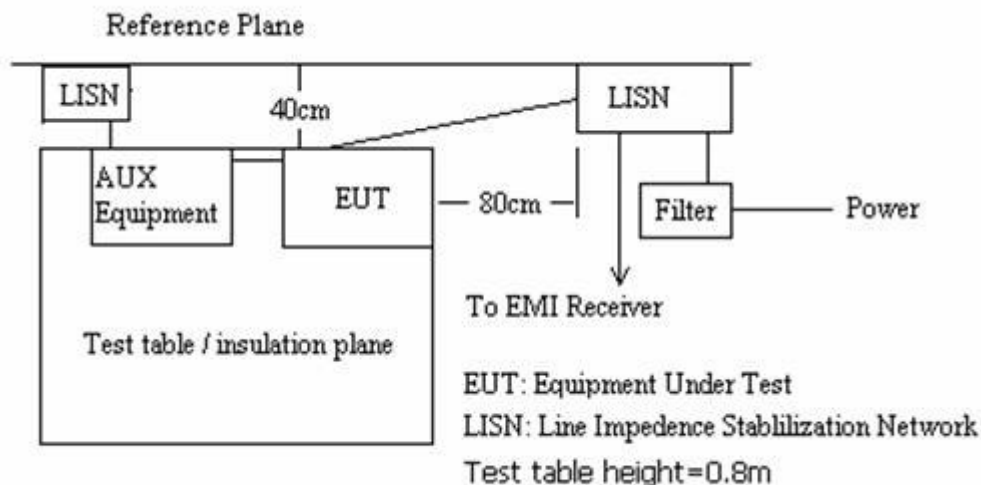 Reference Plane
LISN
40cm
LISN
AUX
Equipment
EUT
80cm
Filter
Power
To EMI Receiver
Test table / insulation plane
EUT: Equipment Under Test
LISN: Line Impedence Stablilization Network
Test table height=0.8m